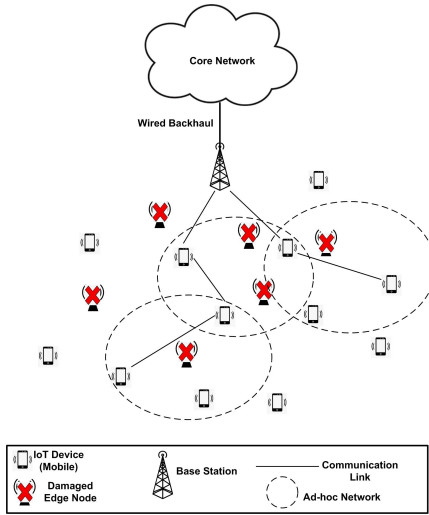 Core Network
Wired Backhaul
IoT Device
(Mobile)
Damaged
Edge Node
Base Station
Communication
Link
Ad-hoc Network